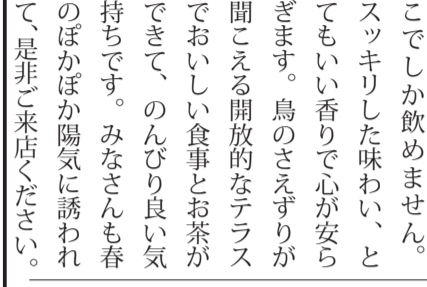 こでしか飲めません。
スッキリした味わい、と
てもいい香りで心が安ら
ぎます。鳥のさえずりが
聞こえる開放的なテラス
でおいしい食事とお茶が
できて、のんびり良い気
持ちです。みなさんも春
のぽかぽか陽気に誘われ
て、是非ご来店ください。